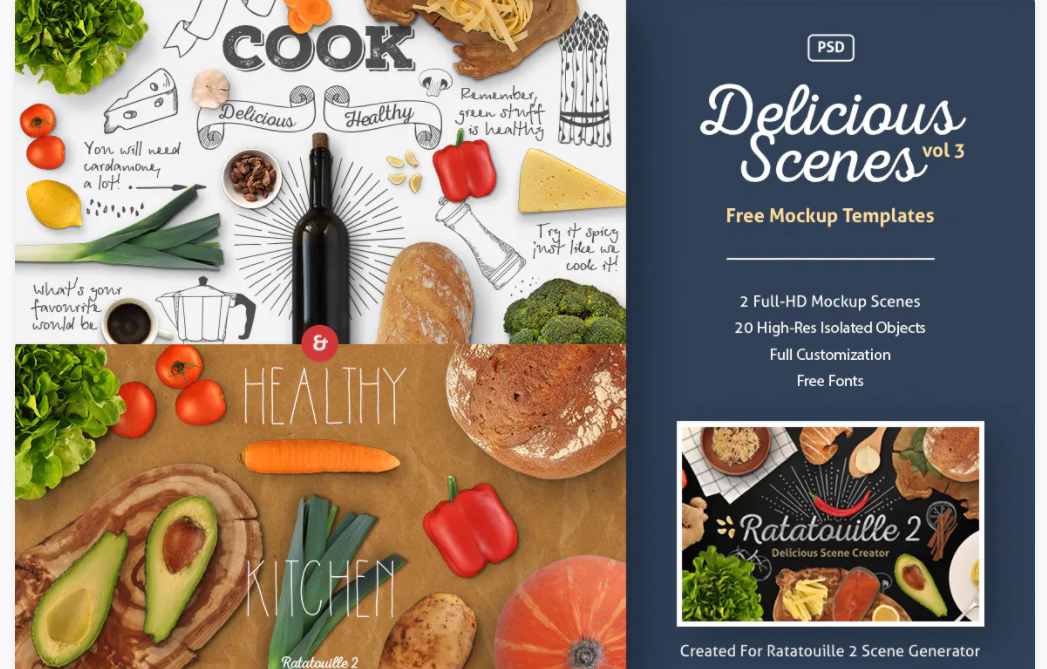 COOK
Delicious
Healthy
Remember,
green stuff
is healthy
You will need
cardamone,
a lot!
Try it spicy
just like we
cook it!
What's your
favourite
would be
&
HEALTHY
KITCHEN
Ratatouille 2
PSD
Delicious
Scenes
vol 3
Free Mockup Templates
2 Full-HD Mockup Scenes
20 High-Res Isolated Objects
Full Customization
Free Fonts
Ratatouille 2
Delicious Scene Creator
Created For Ratatouille 2 Scene Generator